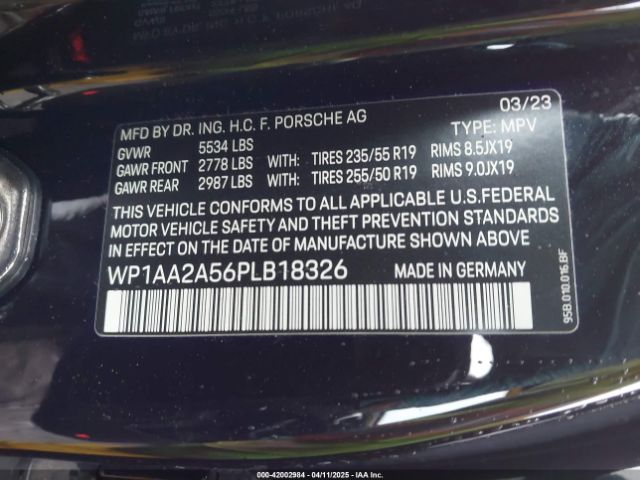 MFD BY DR. ING. H.C. F. PORSCHE AG 03/23
GVWR 5534 LBS TYPE: MPV
GAWR FRONT 2778 LBS WITH: TIRES 235/55 R19 RIMS 8.5JX19
GAWR REAR 2987 LBS WITH: TIRES 255/50 R19 RIMS 9.0JX19
THIS VEHICLE CONFORMS TO ALL APPLICABLE U.S.FEDERAL
MOTOR VEHICLE SAFETY AND THEFT PREVENTION STANDARDS
IN EFFECT ON THE DATE OF MANUFACTURE SHOWN ABOVE.
WP1AA2A56PLB18326 MADE IN GERMANY
95B.010.016.BF
000-42002984 - 04/11/2025 - IAAI.COM